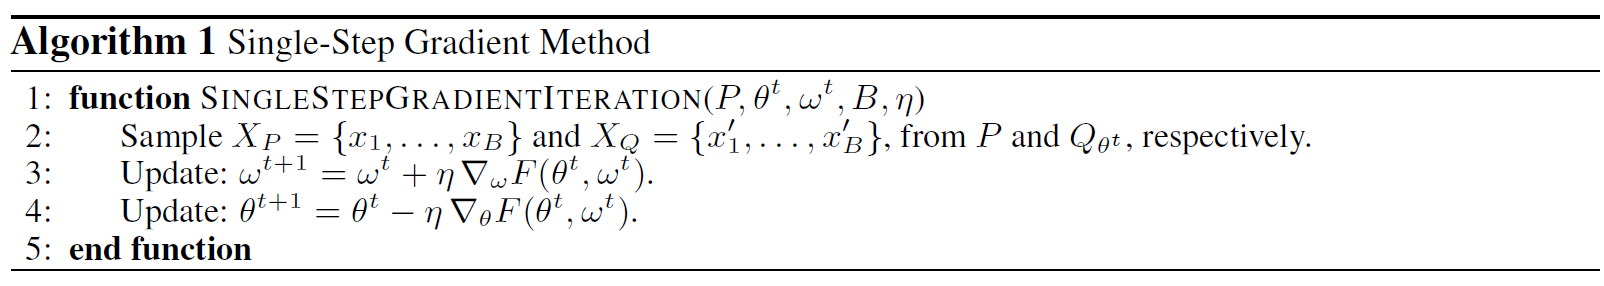 Algorithm 1 Single-Step Gradient Method
1: function SINGLESTEPGRADIENTITERATION(P, θ^t, ω^t, B, η)
2: Sample X_P = {x_1, . . . , x_B} and X_Q = {x′_1, . . . , x′_B}, from P and Q_{θ^t}, respectively.
3: Update: ω^{t+1} = ω^t + η ∇_ω F(θ^t, ω^t).
4: Update: θ^{t+1} = θ^t − η ∇_θ F(θ^t, ω^t).
5: end function